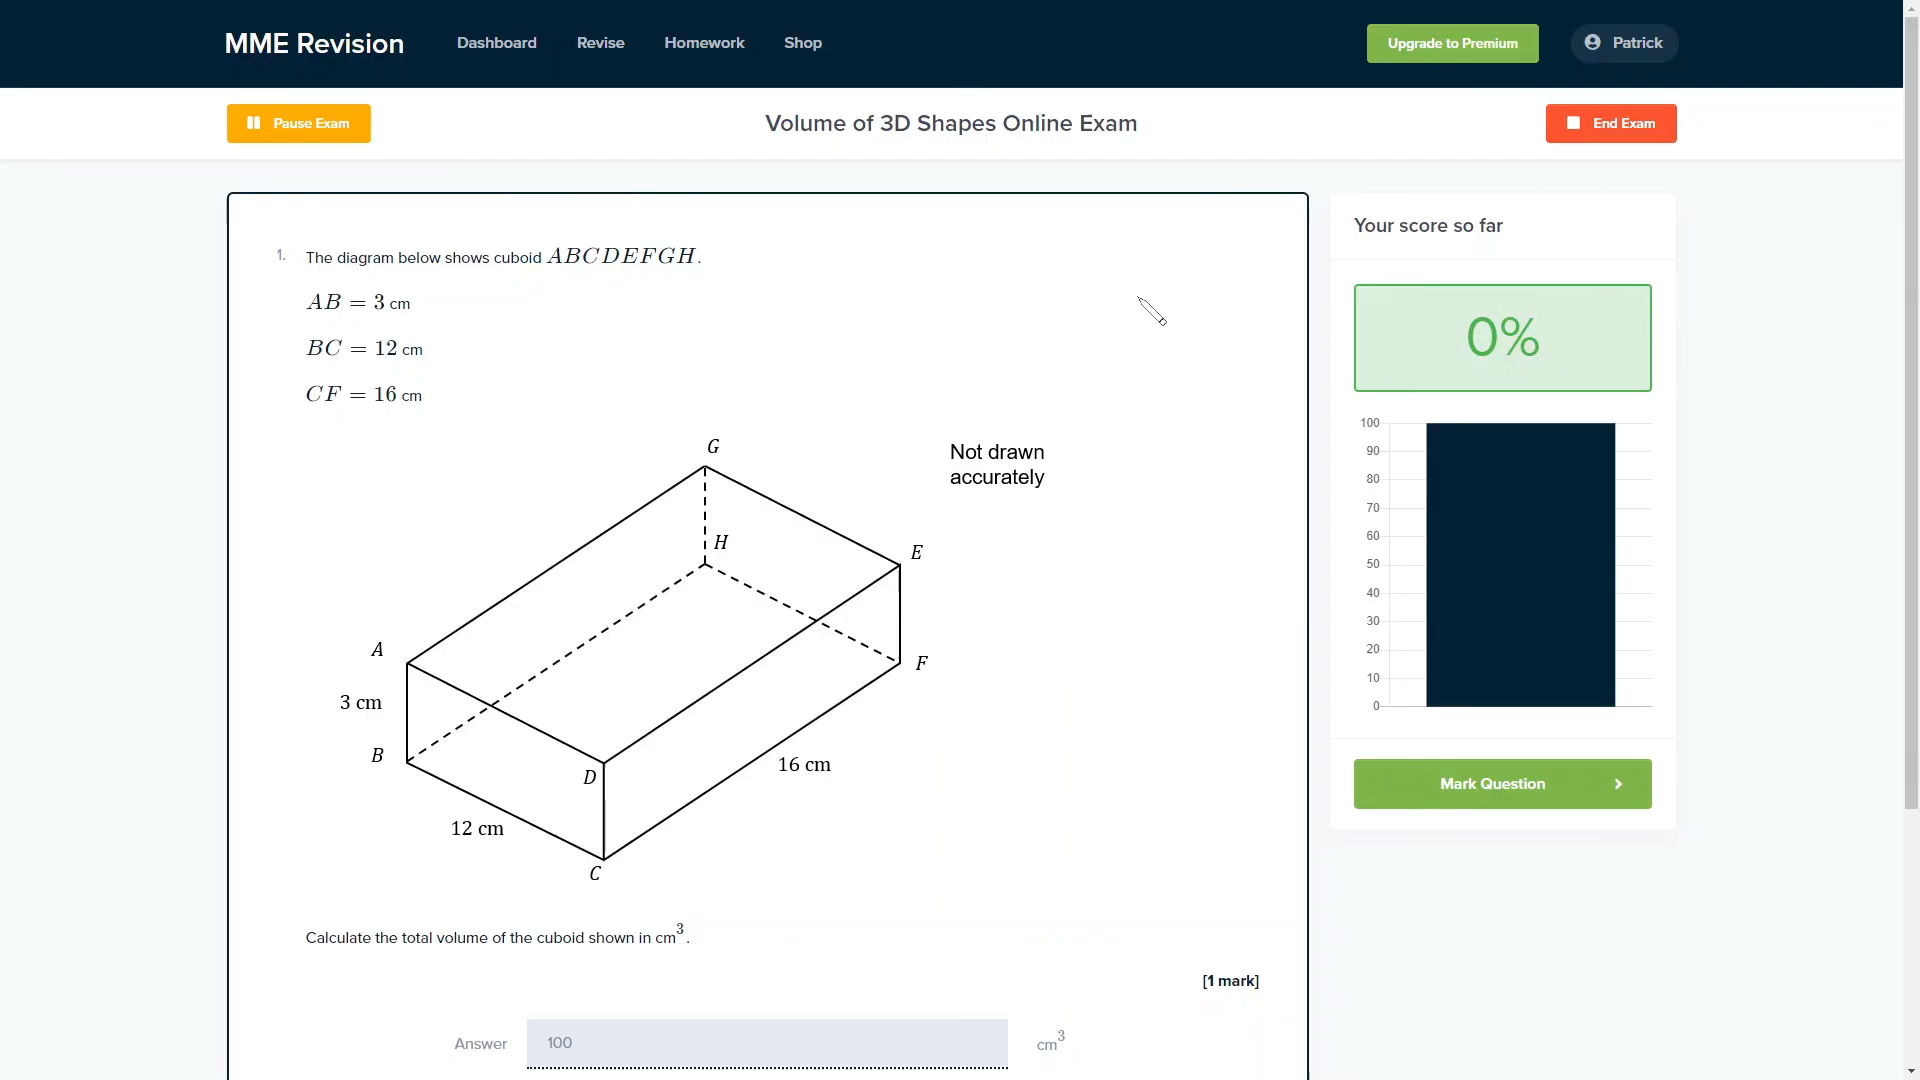 MME Revision
Dashboard
Revise
Homework
Shop
Upgrade to Premium
Patrick
Pause Exam
Volume of 3D Shapes Online Exam
End Exam
1. The diagram below shows cuboid ABCDEFGH.
AB = 3 cm
BC = 12 cm
CF = 16 cm
G
Not drawn
accurately
H
E
A
F
3 cm
B
D
16 cm
12 cm
C
Calculate the total volume of the cuboid shown in cm³.
[1 mark]
Answer 100 cm³
Your score so far
0%
100
90
80
70
60
50
40
30
20
10
0
Mark Question